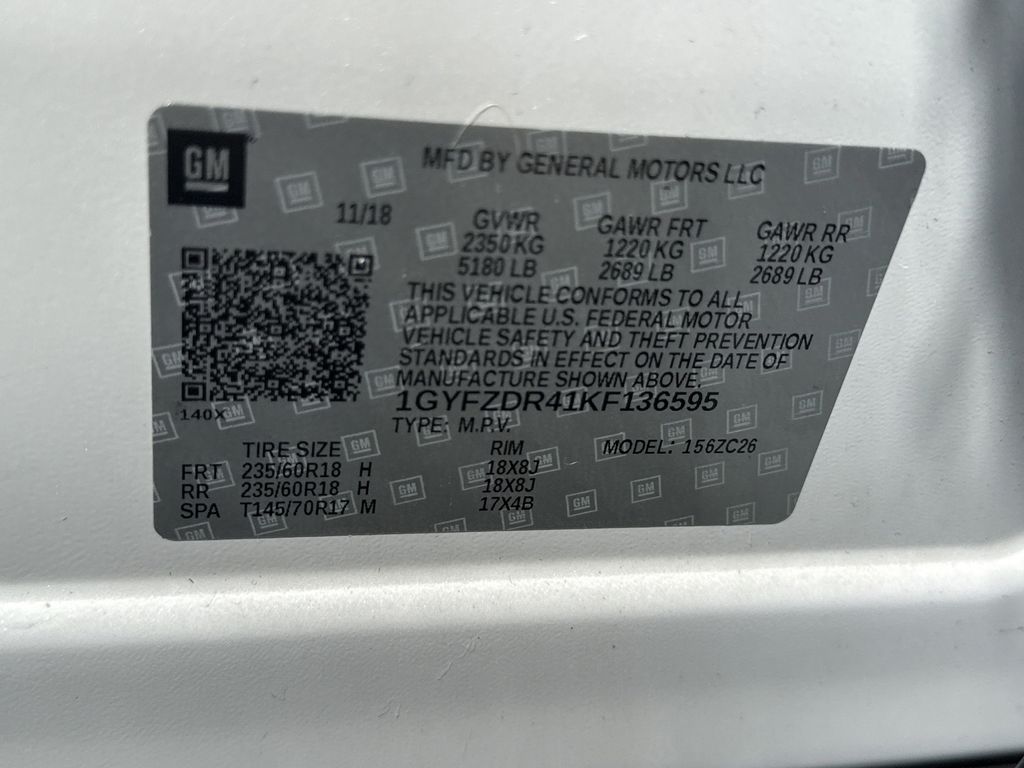 GM
MFD BY GENERAL MOTORS LLC
11/18
GVWR GAWR FRT GAWR RR
2350 KG 1220 KG 1220 KG
5180 LB 2689 LB 2689 LB
THIS VEHICLE CONFORMS TO ALL
APPLICABLE U.S. FEDERAL MOTOR
VEHICLE SAFETY AND THEFT PREVENTION
STANDARDS IN EFFECT ON THE DATE OF
MANUFACTURE SHOWN ABOVE.
140X
1GYFZDR41KF136595
TYPE: M.P.V.
TIRE SIZE RIM MODEL: 156ZC26
FRT 235/60R18 H 18X8J
RR 235/60R18 H 18X8J
SPA T145/70R17 M 17X4B